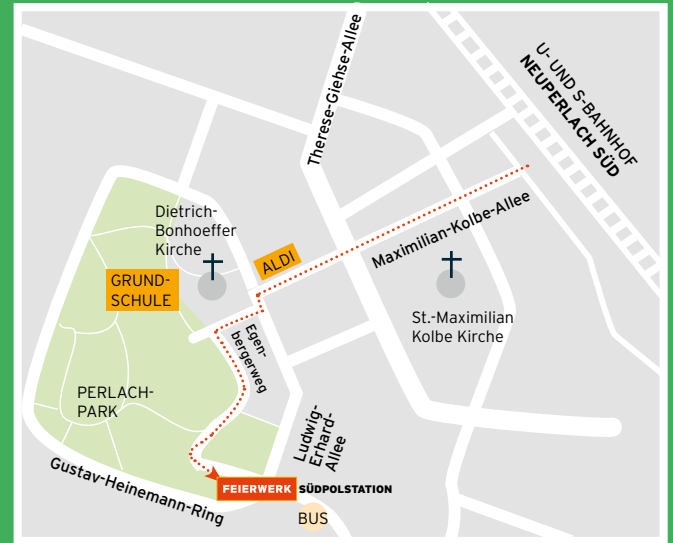 Therese-Giehse-Allee
U- UND S-BAHNHOF
NEUPERLACH SÜD
Dietrich-
Bonhoeffer
Kirche
ALDI
Maximilian-Kolbe-Allee
GRUND-
SCHULE
St.-Maximilian
Kolbe Kirche
Egen-
bergerweg
PERLACH-
PARK
Ludwig-
Erhard-
Allee
Gustav-Heinemann-Ring
FEIERWERK SÜDPOLSTATION
BUS